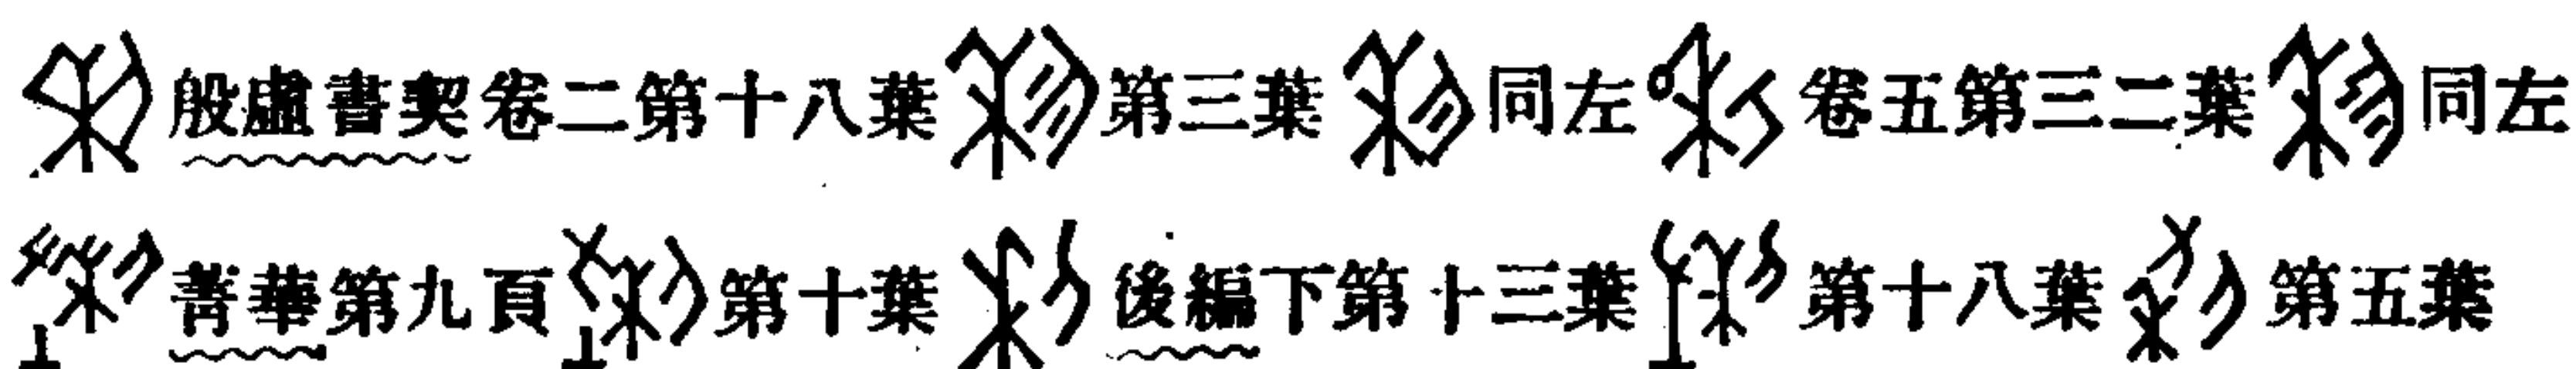 殷虛書契卷二第十八葉 第三葉 同左 卷五第三二葉 同左
菁華第九頁 第十葉 後編下第十三葉 第十八葉 第五葉